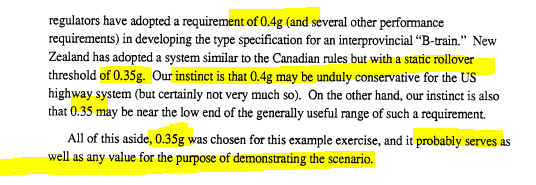 regulators have adopted a requirement of 0.4g (and several other performance
requirements) in developing the type specification for an interprovincial “B-train.” New
Zealand has adopted a system similar to the Canadian rules but with a static rollover
threshold of 0.35g. Our instinct is that 0.4g may be unduly conservative for the US
highway system (but certainly not very much so). On the other hand, our instinct is also
that 0.35 may be near the low end of the generally useful range of such a requirement.
All of this aside, 0.35g was chosen for this example exercise, and it probably serves as
well as any value for the purpose of demonstrating the scenario.